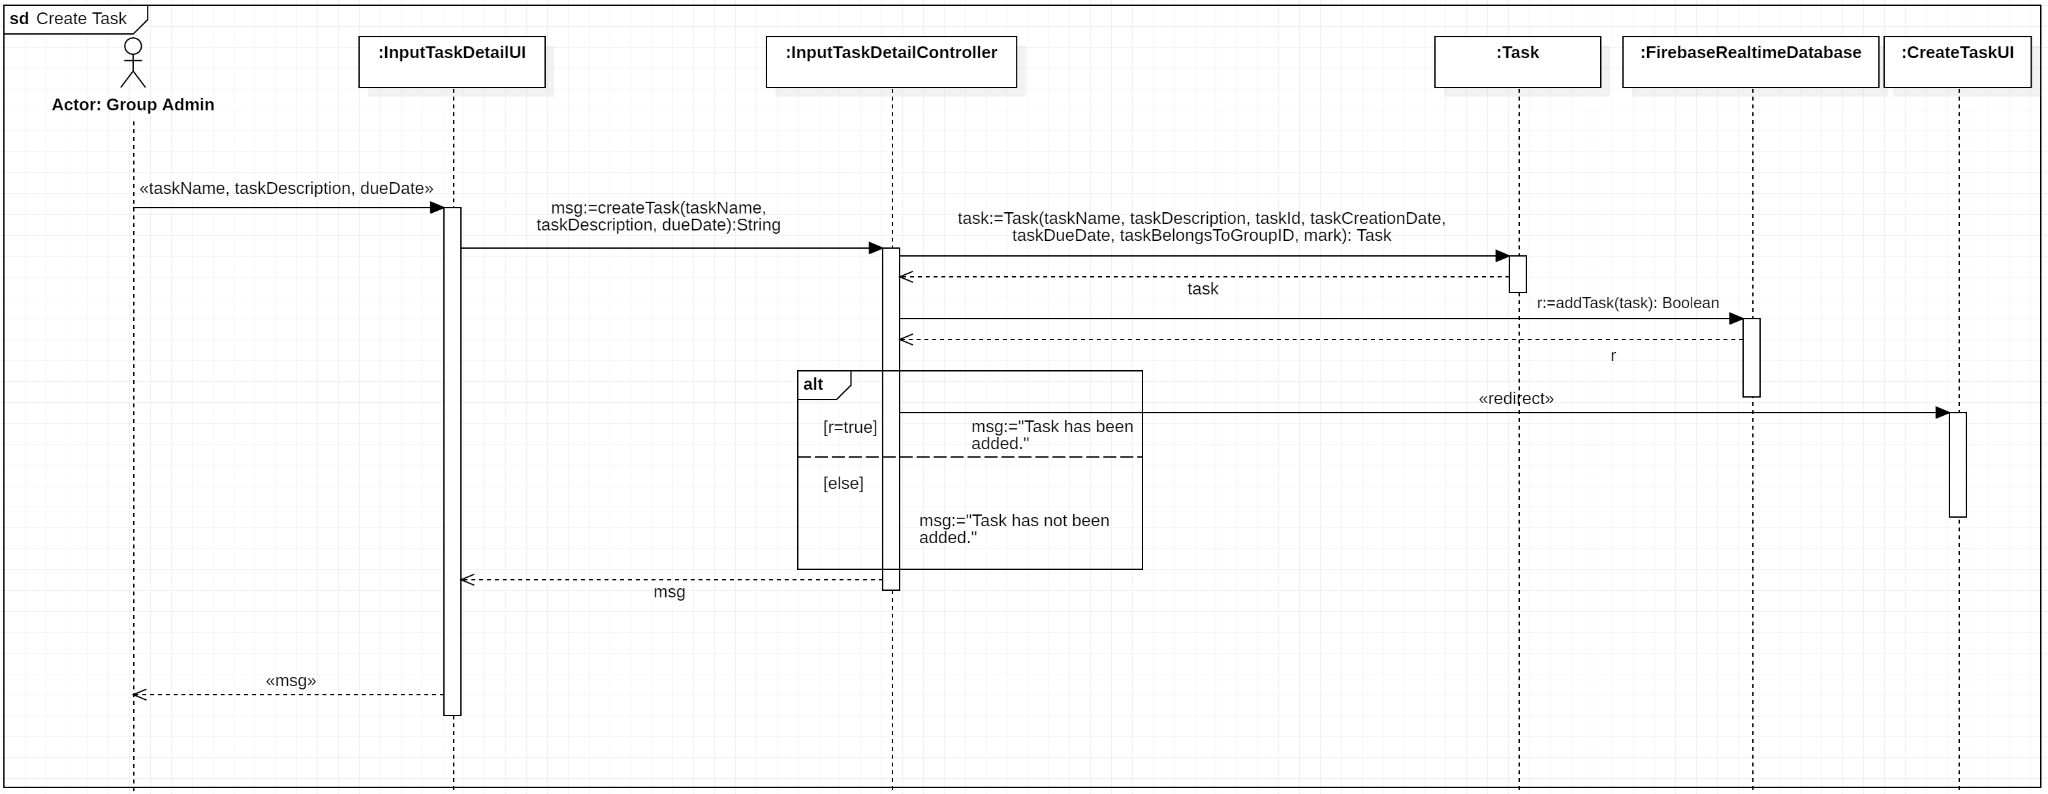 sd Create Task
:InputTaskDetailUI
:InputTaskDetailController
:Task
:FirebaseRealtimeDatabase
:CreateTaskUI
Actor: Group Admin
«taskName, taskDescription, dueDate»
msg:=createTask(taskName,
taskDescription, dueDate):String
task:=Task(taskName, taskDescription, taskId, taskCreationDate,
taskDueDate, taskBelongsToGroupID, mark): Task
task
r:=addTask(task): Boolean
r
alt
«redirect»
[r=true]
msg:="Task has been
added."
[else]
msg:="Task has not been
added."
msg
«msg»